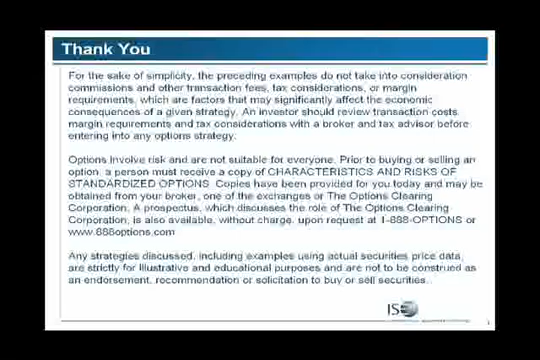 Thank You
For the sake of simplicity, the preceding examples do not take into consideration
commissions and other transaction fees, tax considerations, or margin
requirements, which are factors that may significantly affect the economic
consequences of a given strategy. An investor should review transaction costs,
margin requirements and tax considerations with a broker and tax advisor before
entering into any options strategy.
Options involve risk and are not suitable for everyone. Prior to buying or selling an
option, a person must receive a copy of CHARACTERISTICS AND RISKS OF
STANDARDIZED OPTIONS. Copies have been provided for you today and may be
obtained from your broker, one of the exchanges or The Options Clearing
Corporation. A prospectus, which discusses the role of The Options Clearing
Corporation, is also available, without charge, upon request at 1-888-OPTIONS or
www.888options.com
Any strategies discussed, including examples using actual securities price data,
are strictly for illustrative and educational purposes and are not to be construed as
an endorsement, recommendation or solicitation to buy or sell securities.
ISE